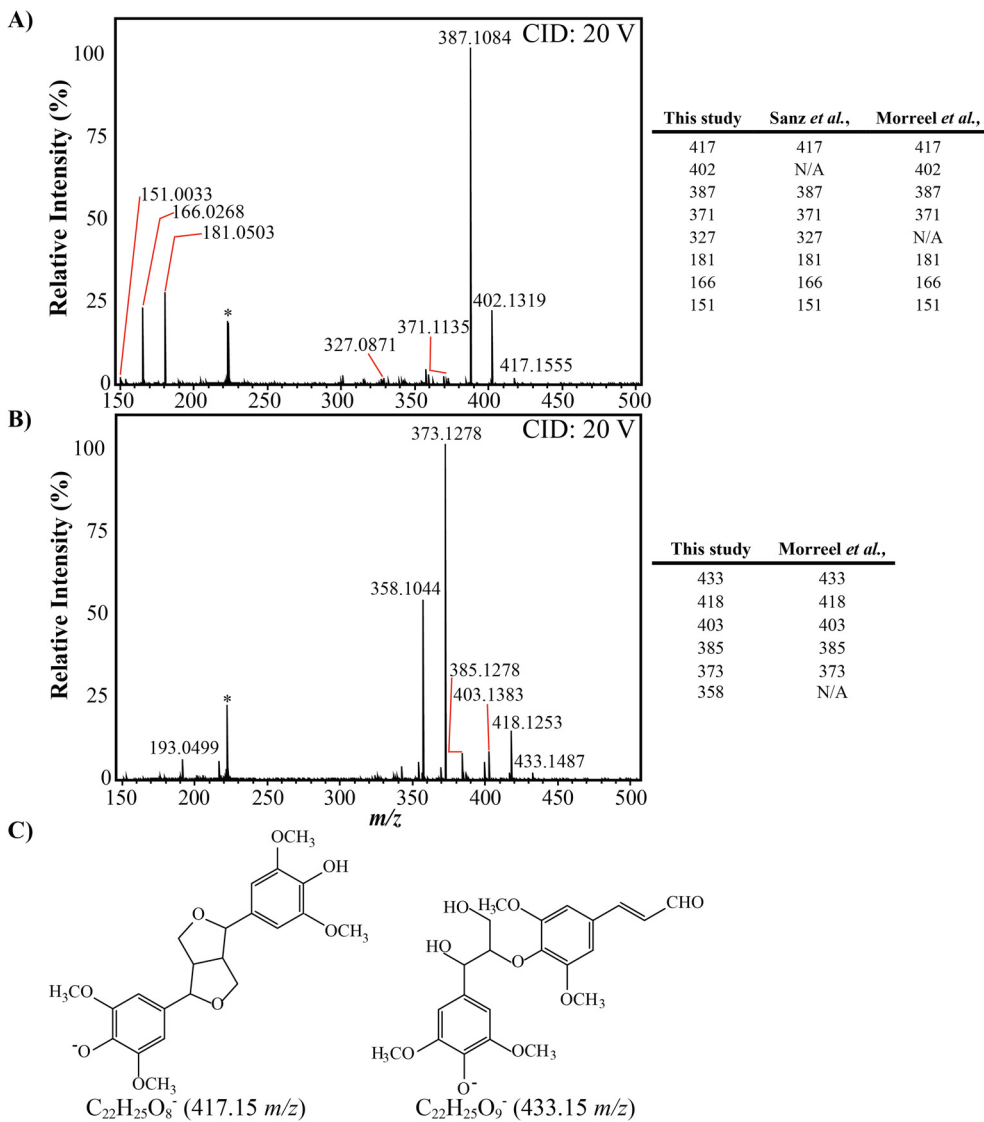 A)
CID: 20 V
Relative Intensity (%)
100
75
50
25
0
387.1084
151.0033
166.0268
181.0503
*
327.0871
371.1135
402.1319
417.1555
150 200 250 300 350 400 450 500
This study Sanz et al., Morreel et al.,
417 417 417
402 N/A 402
387 387 387
371 371 371
327 327 N/A
181 181 181
166 166 166
151 151 151
B)
CID: 20 V
Relative Intensity (%)
100
75
50
25
0
373.1278
358.1044
385.1278
403.1383
418.1253
433.1487
193.0499
*
150 200 250 300 350 400 450 500
m/z
This study Morreel et al.,
433 433
418 418
403 403
385 385
373 373
358 N/A
C)
OCH3
OH
OCH3
O
O
H3CO
-O
OCH3
C22H25O8- (417.15 m/z)
HO
H3CO
CHO
HO
O
OCH3
H3CO
OCH3
O-
C22H25O9- (433.15 m/z)